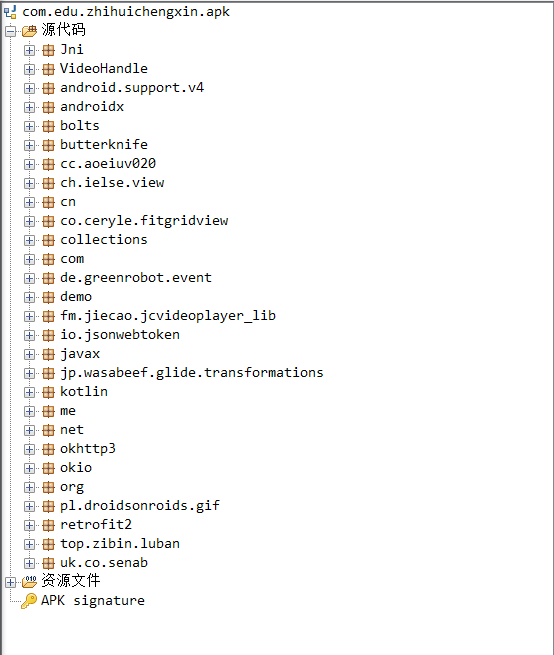 com.edu.zhihuichengxin.apk
源代码
Jni
VideoHandle
android.support.v4
androidx
bolts
butterknife
cc.aoeiuv020
ch.ielse.view
cn
co.ceryle.fitgridview
collections
com
de.greenrobot.event
demo
fm.jiecao.jcvideoplayer_lib
io.jsonwebtoken
javax
jp.wasabeef.glide.transformations
kotlin
me
net
okhttp3
okio
org
pl.droidsonroids.gif
retrofit2
top.zibin.luban
uk.co.senab
资源文件
APK signature